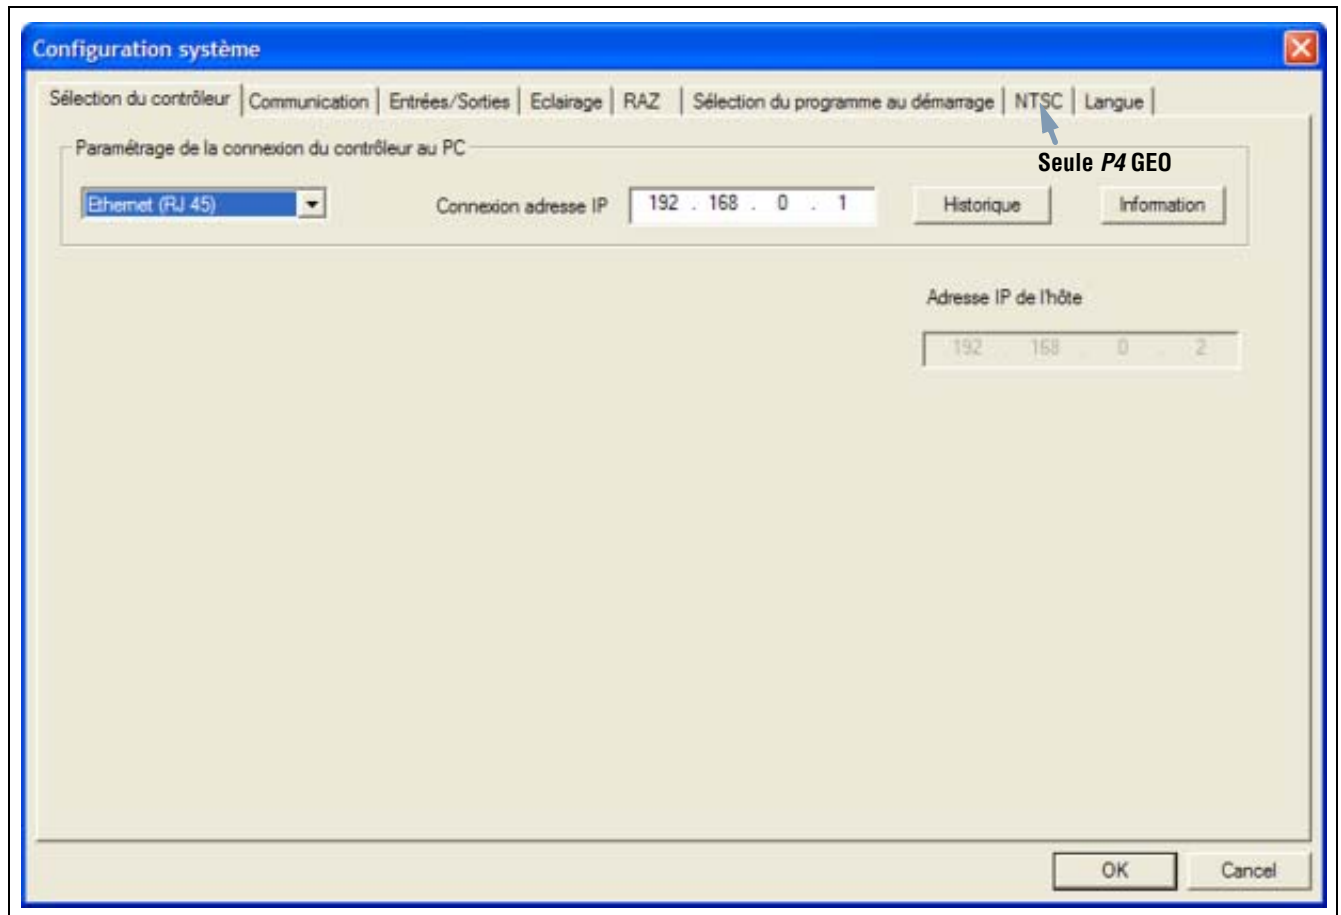 Configuration système
Sélection du contrôleur Communication Entrées/Sorties Eclairage RAZ Sélection du programme au démarrage NTSC Langue
Seule P4 GEO
Paramétrage de la connexion du contrôleur au PC
Ethernet (RJ 45) Connexion adresse IP 192 . 168 . 0 . 1 Historique Information
Adresse IP de l'hôte
192 . 168 . 0 . 2
OK Cancel